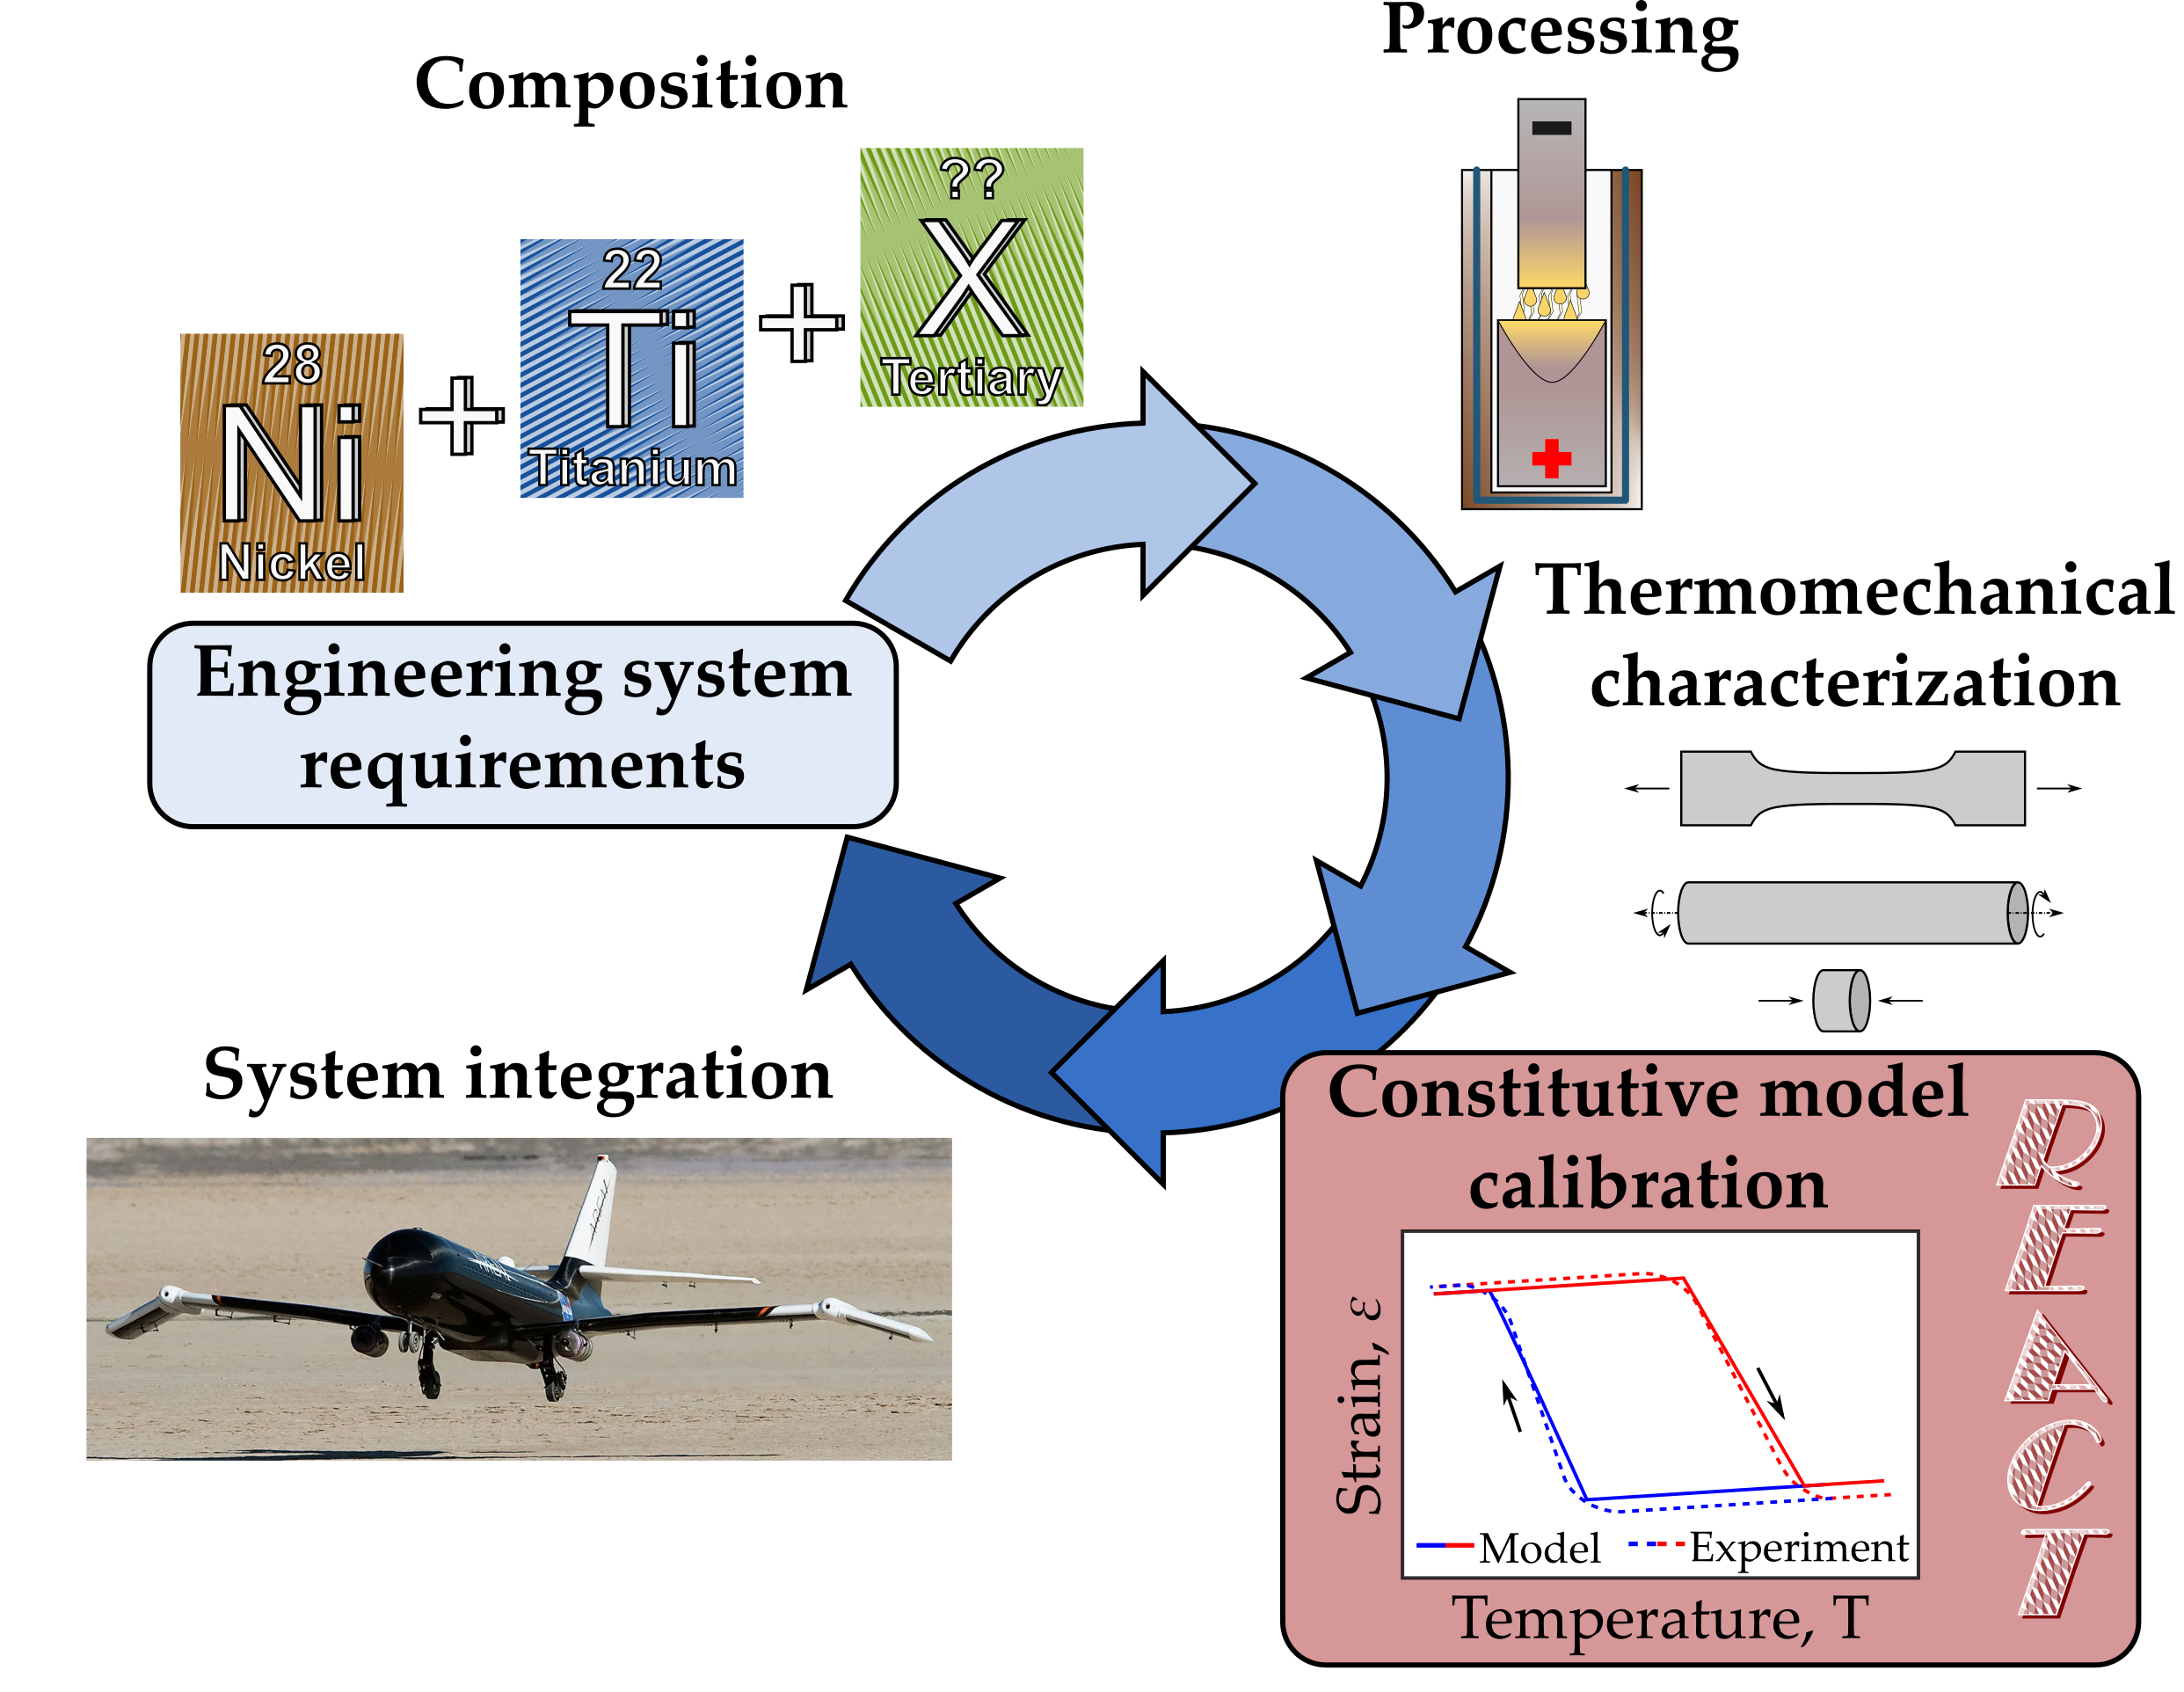 Composition
28
Ni
Nickel
+
22
Ti
Titanium
+
??
X
Tertiary
Processing
Thermomechanical
characterization
Engineering system
requirements
System integration
Constitutive model
calibration
Strain, ε
Model
Experiment
Temperature, T
REACT